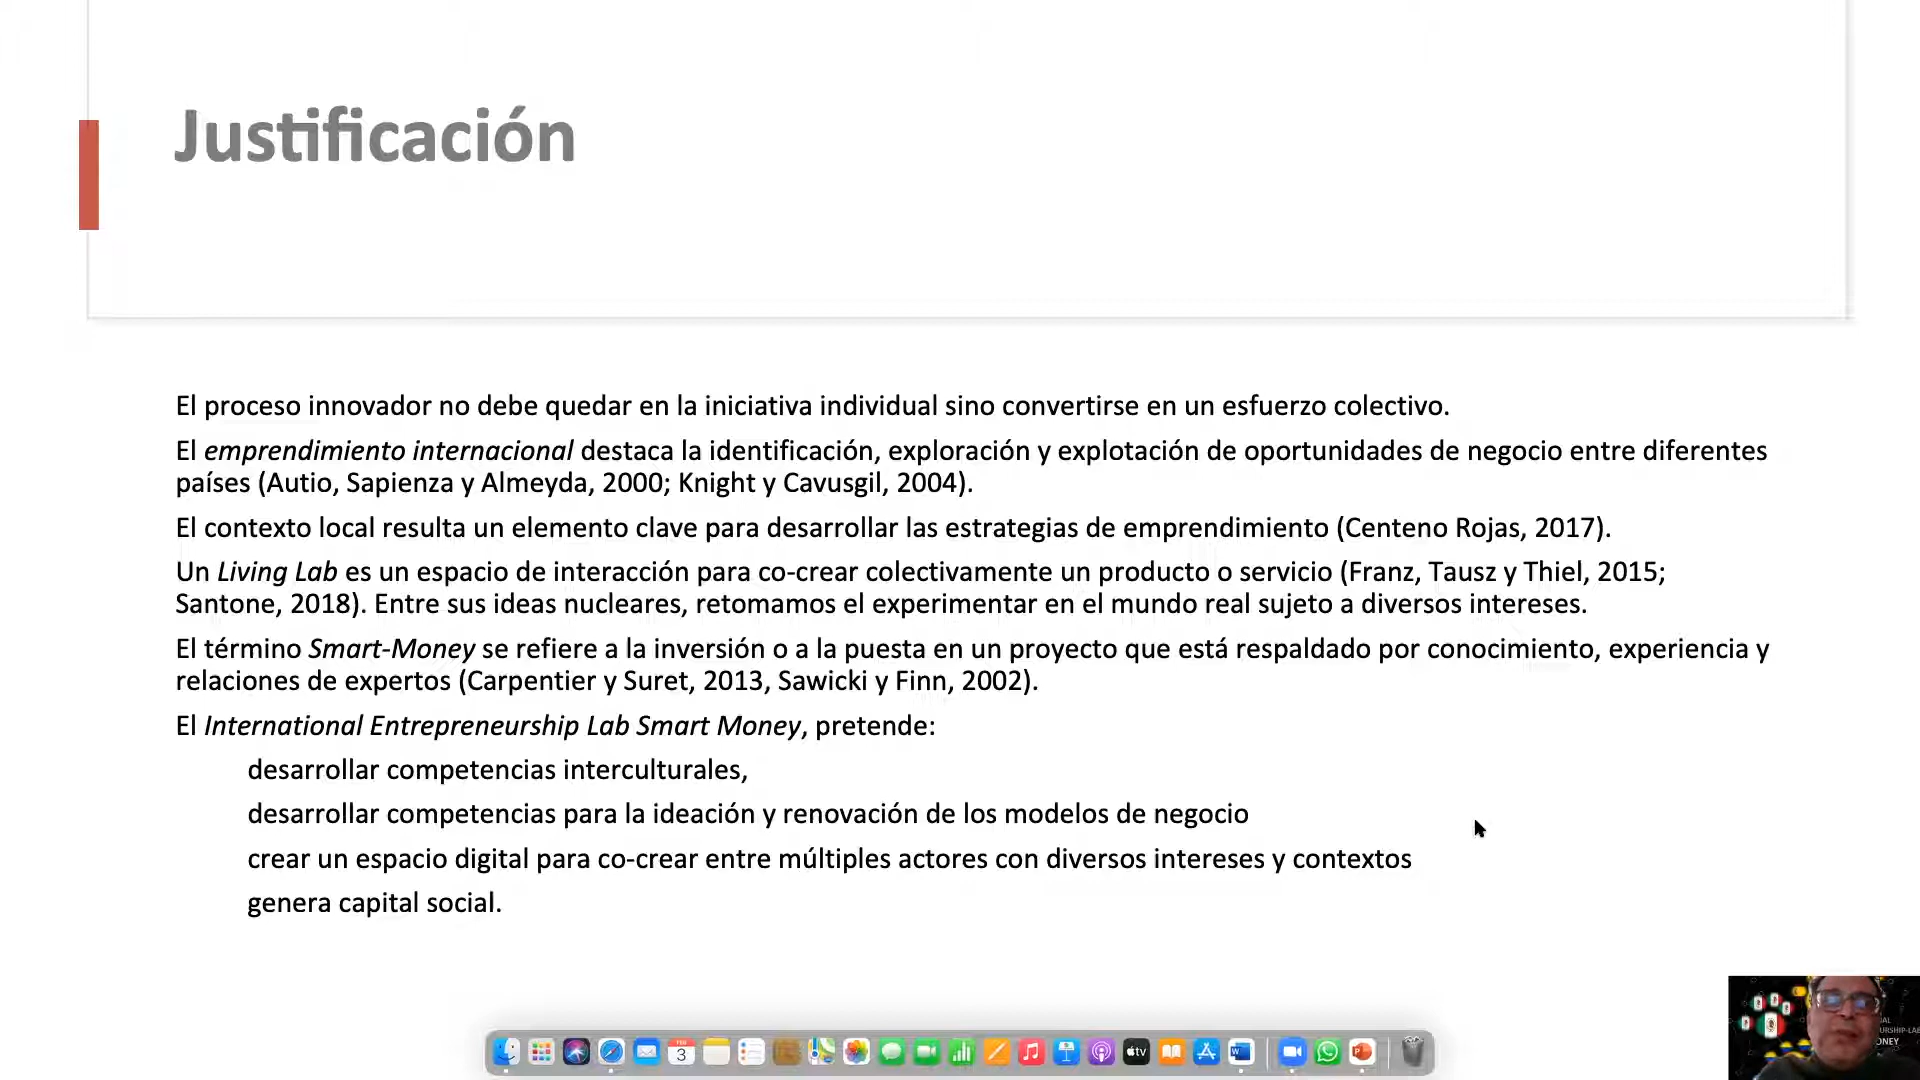 Justificación
El proceso innovador no debe quedar en la iniciativa individual sino convertirse en un esfuerzo colectivo.
El emprendimiento internacional destaca la identificación, exploración y explotación de oportunidades de negocio entre diferentes
países (Autio, Sapienza y Almeyda, 2000; Knight y Cavusgil, 2004).
El contexto local resulta un elemento clave para desarrollar las estrategias de emprendimiento (Centeno Rojas, 2017).
Un Living Lab es un espacio de interacción para co-crear colectivamente un producto o servicio (Franz, Tausz y Thiel, 2015;
Santone, 2018). Entre sus ideas nucleares, retomamos el experimentar en el mundo real sujeto a diversos intereses.
El término Smart-Money se refiere a la inversión o a la puesta en un proyecto que está respaldado por conocimiento, experiencia y
relaciones de expertos (Carpentier y Suret, 2013, Sawicki y Finn, 2002).
El International Entrepreneurship Lab Smart Money, pretende:
desarrollar competencias interculturales,
desarrollar competencias para la ideación y renovación de los modelos de negocio
crear un espacio digital para co-crear entre múltiples actores con diversos intereses y contextos
genera capital social.
FEB
3
tv
W
P